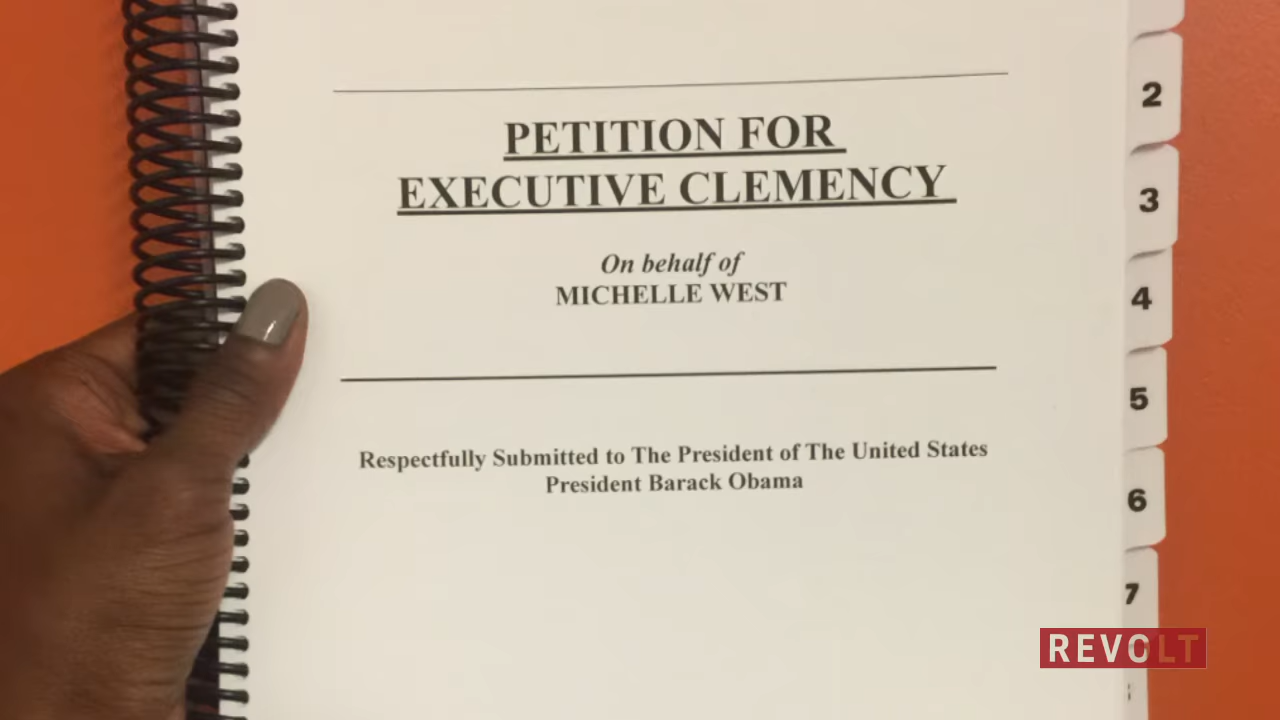 PETITION FOR
EXECUTIVE CLEMENCY
On behalf of
MICHELLE WEST
Respectfully Submitted to The President of The United States
President Barack Obama
2
3
4
5
6
7
REVOLT